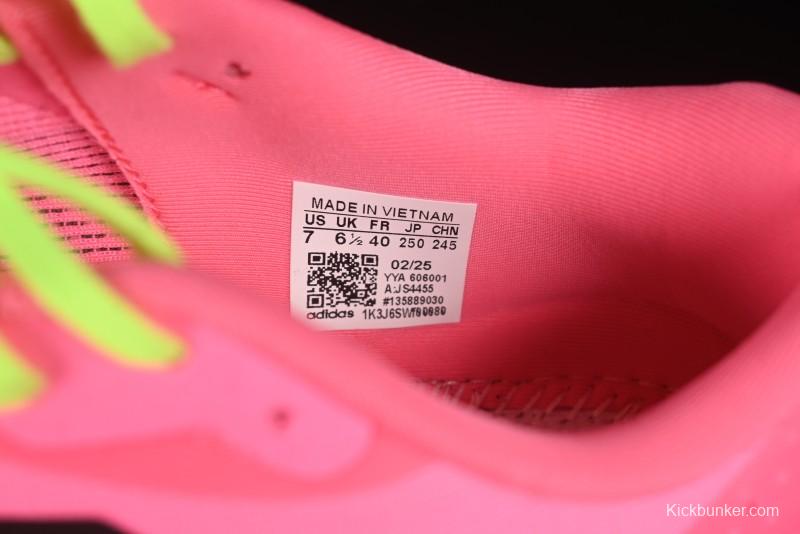 MADE IN VIETNAM
US UK FR JP CHN
7 6½ 40 250 245
02/25
YYA 606001
A:JS4455
#135889030
adidas
Kickbunker.com